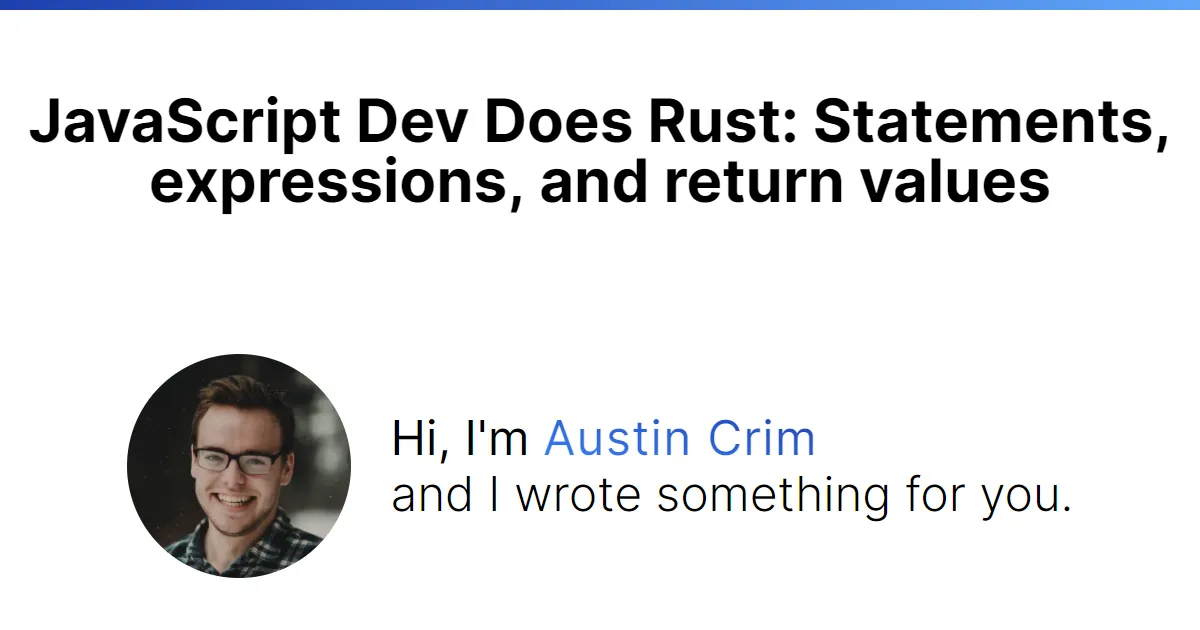 JavaScript Dev Does Rust: Statements,
expressions, and return values
Hi, I'm Austin Crim
and I wrote something for you.